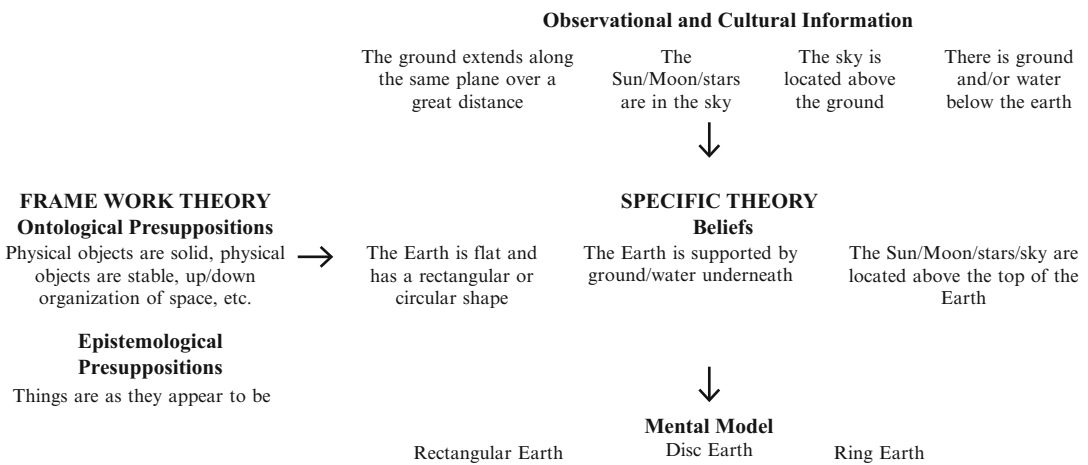 Observational and Cultural Information
The ground extends along
the same plane over a
great distance
The
Sun/Moon/stars
are in the sky
The sky is
located above
the ground
There is ground
and/or water
below the earth
FRAME WORK THEORY
Ontological Presuppositions
Physical objects are solid, physical
objects are stable, up/down
organization of space, etc.
Epistemological
Presuppositions
Things are as they appear to be
SPECIFIC THEORY
Beliefs
The Earth is flat and
has a rectangular or
circular shape
The Earth is supported by
ground/water underneath
The Sun/Moon/stars/sky are
located above the top of the
Earth
Mental Model
Rectangular Earth
Disc Earth
Ring Earth